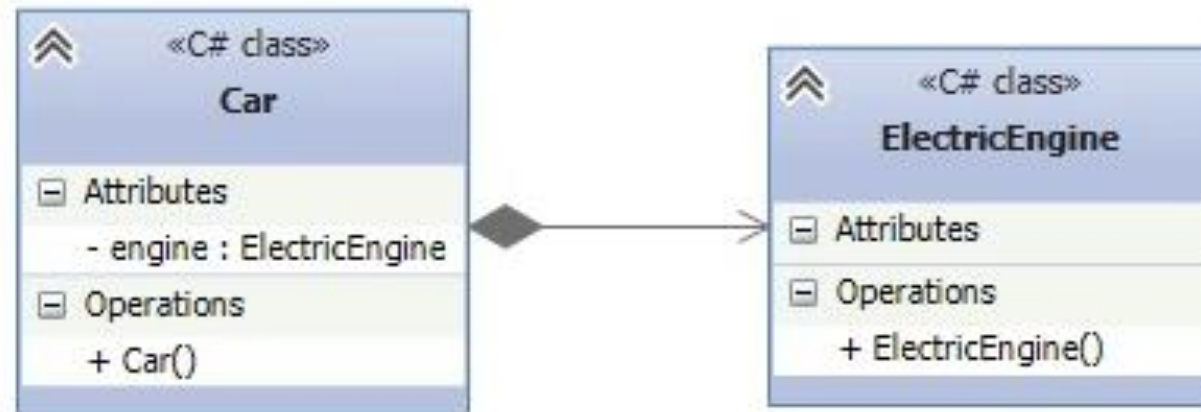 «C# class»
Car
Attributes
- engine : ElectricEngine
Operations
+ Car()
«C# class»
ElectricEngine
Attributes
Operations
+ ElectricEngine()